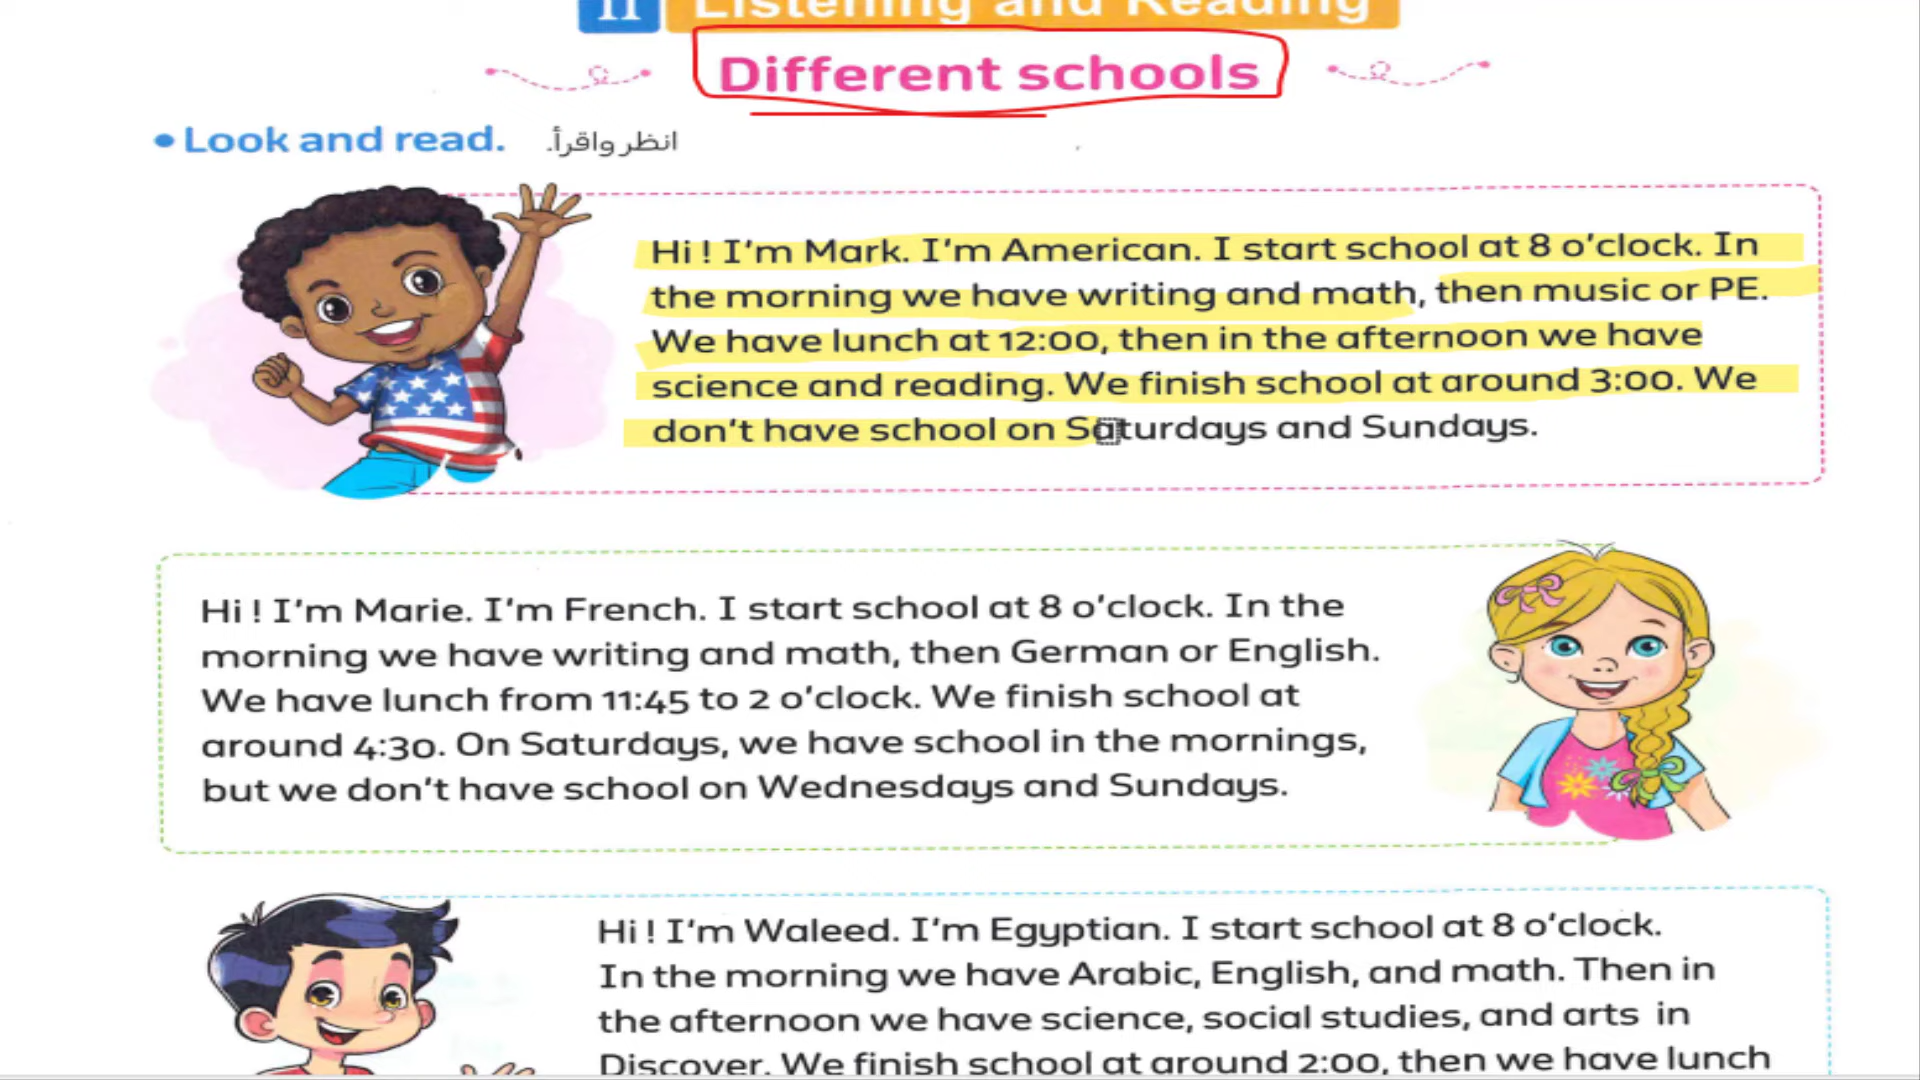 11 Listening and Reading
Different schools
• Look and read. انظر واقرأ.
Hi ! I'm Mark. I'm American. I start school at 8 o'clock. In
the morning we have writing and math, then music or PE.
We have lunch at 12:00, then in the afternoon we have
science and reading. We finish school at around 3:00. We
don't have school on Saturdays and Sundays.
Hi ! I'm Marie. I'm French. I start school at 8 o'clock. In the
morning we have writing and math, then German or English.
We have lunch from 11:45 to 2 o'clock. We finish school at
around 4:30. On Saturdays, we have school in the mornings,
but we don't have school on Wednesdays and Sundays.
Hi ! I'm Waleed. I'm Egyptian. I start school at 8 o'clock.
In the morning we have Arabic, English, and math. Then in
the afternoon we have science, social studies, and arts in
Discover. We finish school at around 2:00, then we have lunch